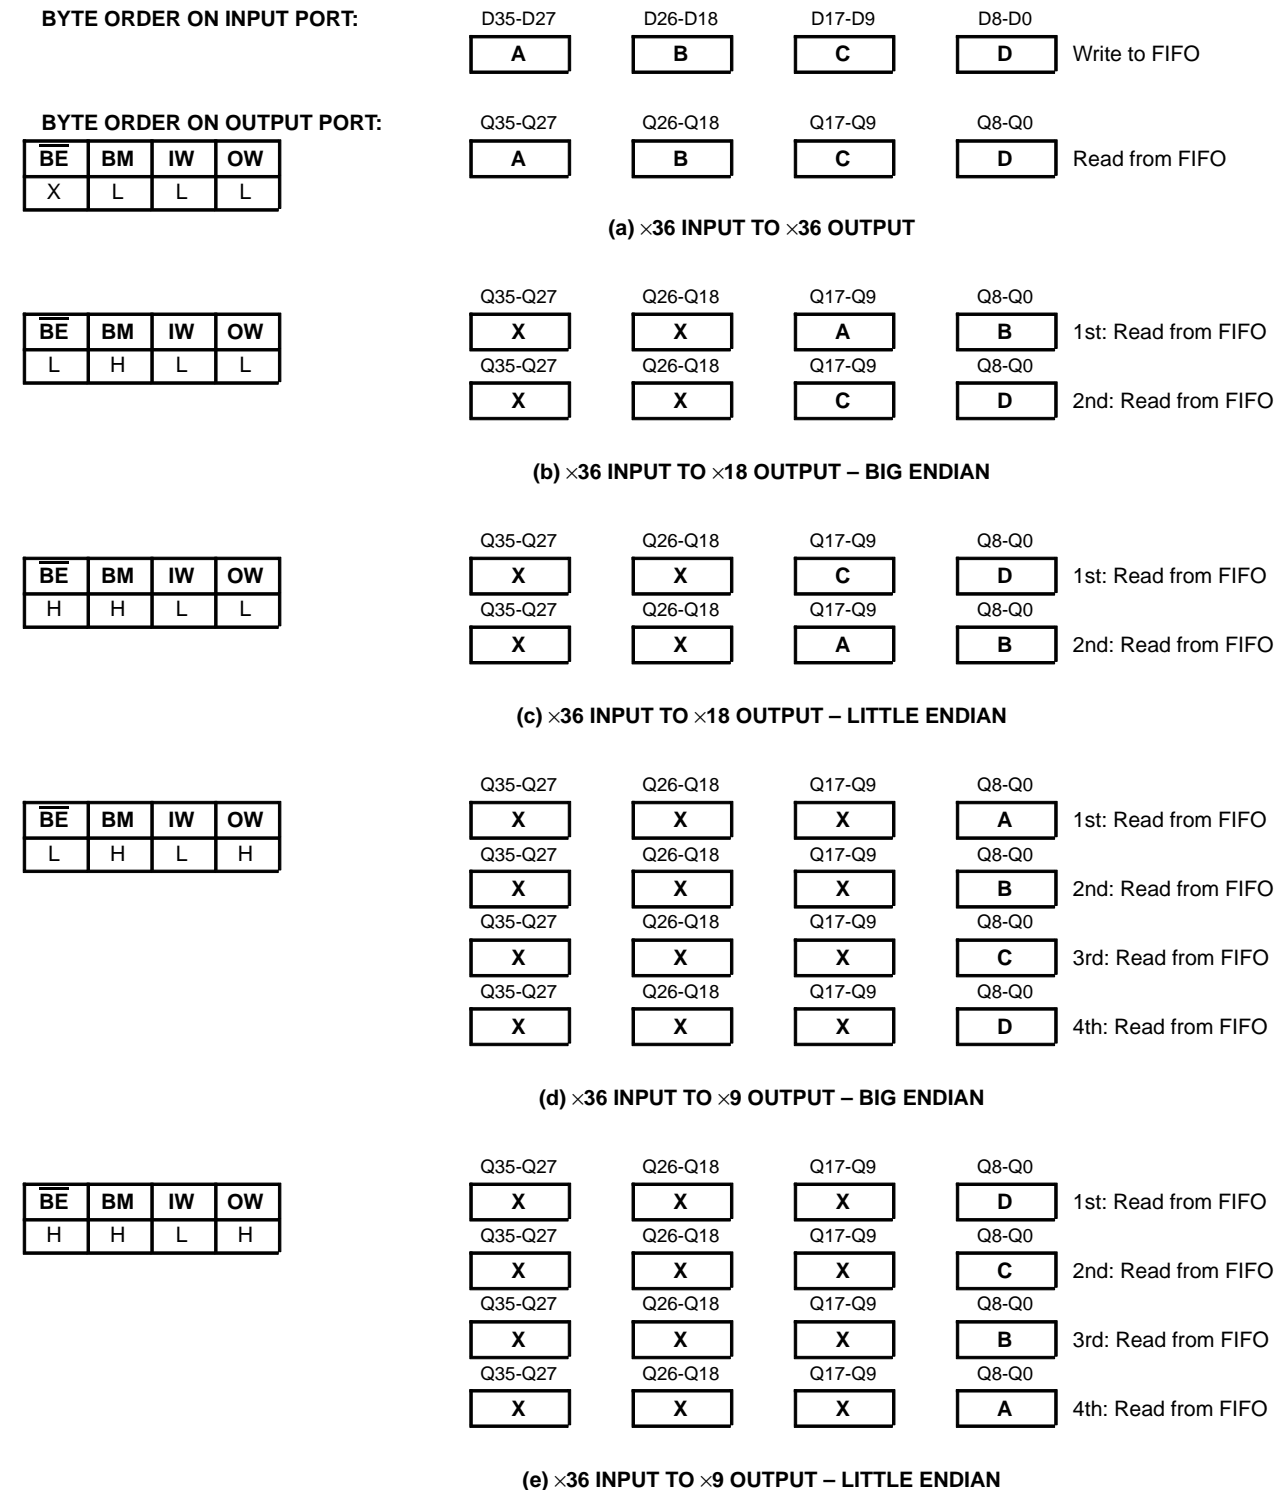 BYTE ORDER ON INPUT PORT:
D35-D27 D26-D18 D17-D9 D8-D0
A B C D Write to FIFO
BYTE ORDER ON OUTPUT PORT:
Q35-Q27 Q26-Q18 Q17-Q9 Q8-Q0
B̅E̅ BM IW OW
A B C D Read from FIFO
X L L L
(a) ×36 INPUT TO ×36 OUTPUT
Q35-Q27 Q26-Q18 Q17-Q9 Q8-Q0
B̅E̅ BM IW OW
X X A B 1st: Read from FIFO
L H L L
Q35-Q27 Q26-Q18 Q17-Q9 Q8-Q0
X X C D 2nd: Read from FIFO
(b) ×36 INPUT TO ×18 OUTPUT – BIG ENDIAN
Q35-Q27 Q26-Q18 Q17-Q9 Q8-Q0
B̅E̅ BM IW OW
X X C D 1st: Read from FIFO
H H L L
Q35-Q27 Q26-Q18 Q17-Q9 Q8-Q0
X X A B 2nd: Read from FIFO
(c) ×36 INPUT TO ×18 OUTPUT – LITTLE ENDIAN
Q35-Q27 Q26-Q18 Q17-Q9 Q8-Q0
B̅E̅ BM IW OW
X X X A 1st: Read from FIFO
L H L H
Q35-Q27 Q26-Q18 Q17-Q9 Q8-Q0
X X X B 2nd: Read from FIFO
Q35-Q27 Q26-Q18 Q17-Q9 Q8-Q0
X X X C 3rd: Read from FIFO
Q35-Q27 Q26-Q18 Q17-Q9 Q8-Q0
X X X D 4th: Read from FIFO
(d) ×36 INPUT TO ×9 OUTPUT – BIG ENDIAN
Q35-Q27 Q26-Q18 Q17-Q9 Q8-Q0
B̅E̅ BM IW OW
X X X D 1st: Read from FIFO
H H L H
Q35-Q27 Q26-Q18 Q17-Q9 Q8-Q0
X X X C 2nd: Read from FIFO
Q35-Q27 Q26-Q18 Q17-Q9 Q8-Q0
X X X B 3rd: Read from FIFO
Q35-Q27 Q26-Q18 Q17-Q9 Q8-Q0
X X X A 4th: Read from FIFO
(e) ×36 INPUT TO ×9 OUTPUT – LITTLE ENDIAN